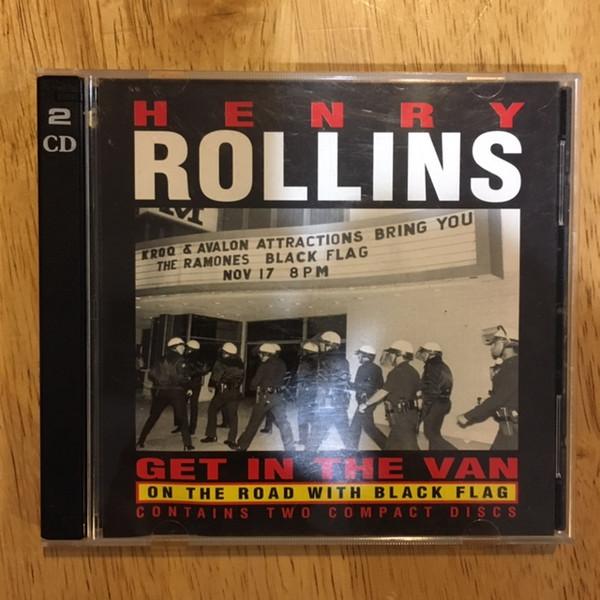 2
CD
HENRY
ROLLINS
M
KROQ & AVALON ATTRACTIONS BRING YOU
THE RAMONES BLACK FLAG
NOV 17 8PM
GET IN THE VAN
ON THE ROAD WITH BLACK FLAG
CONTAINS TWO COMPACT DISCS